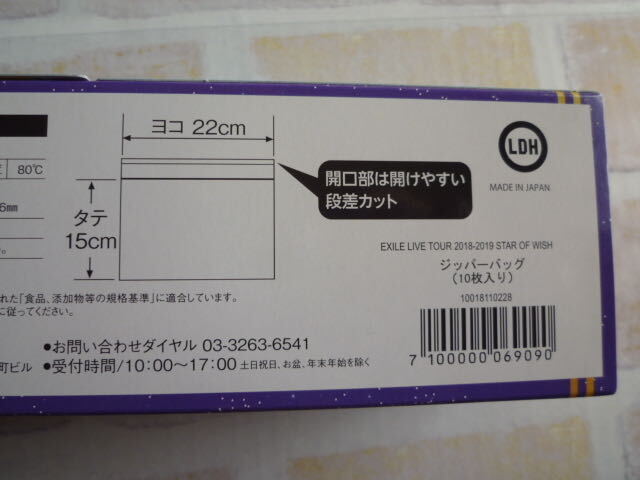 ヨコ 22cm
LDH
80℃
開口部は開けやすい
段差カット
MADE IN JAPAN
6mm
タテ
15cm
EXILE LIVE TOUR 2018-2019 STAR OF WISH
ジッパーバッグ
(10枚入り)
10018110228
れた「食品、添加物等の規格基準」に適合しています。
に従ってください。
●お問い合わせダイヤル 03-3263-6541
町ビル ●受付時間/10:00〜17:00 土日祝日、お盆、年末年始を除く
7 100000 069090